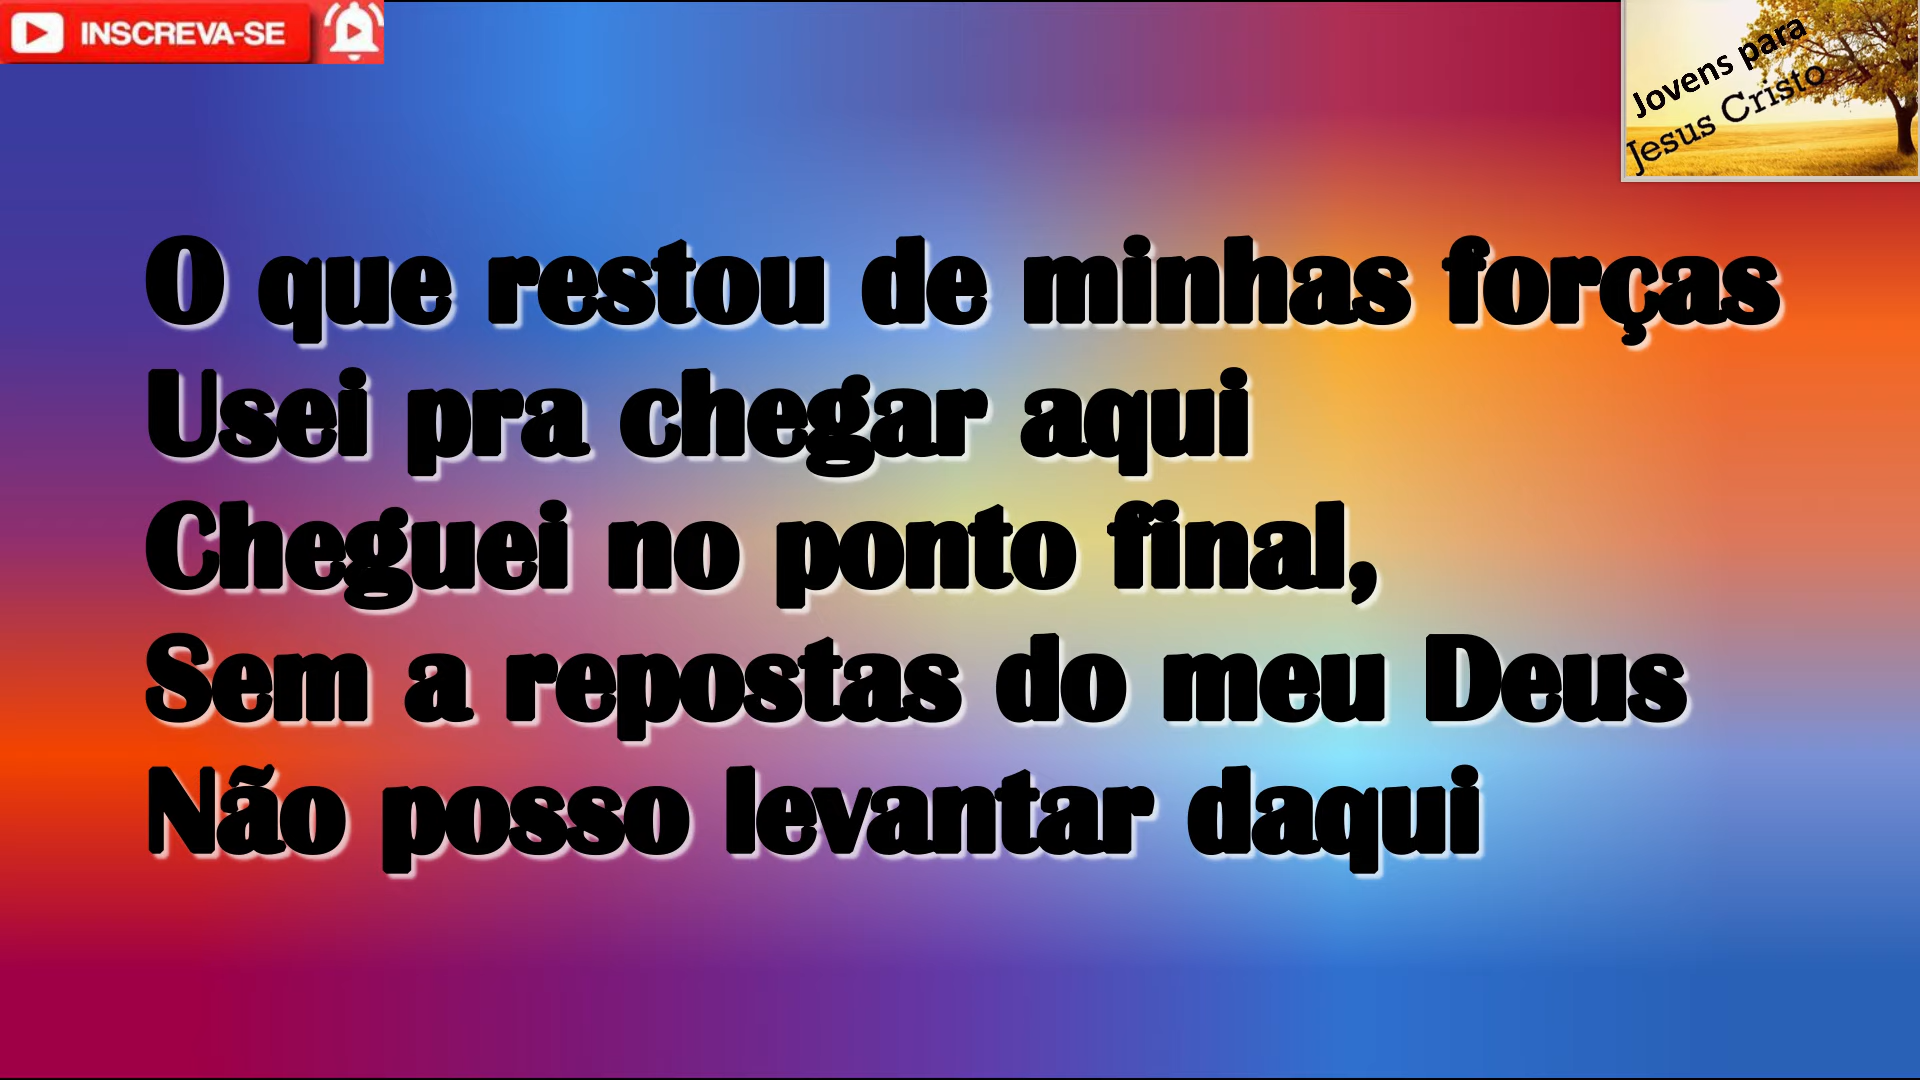 INSCREVA-SE
Jovens para
Jesus Cristo
O que restou de minhas forças
Usei pra chegar aqui
Cheguei no ponto final,
Sem a repostas do meu Deus
Não posso levantar daqui